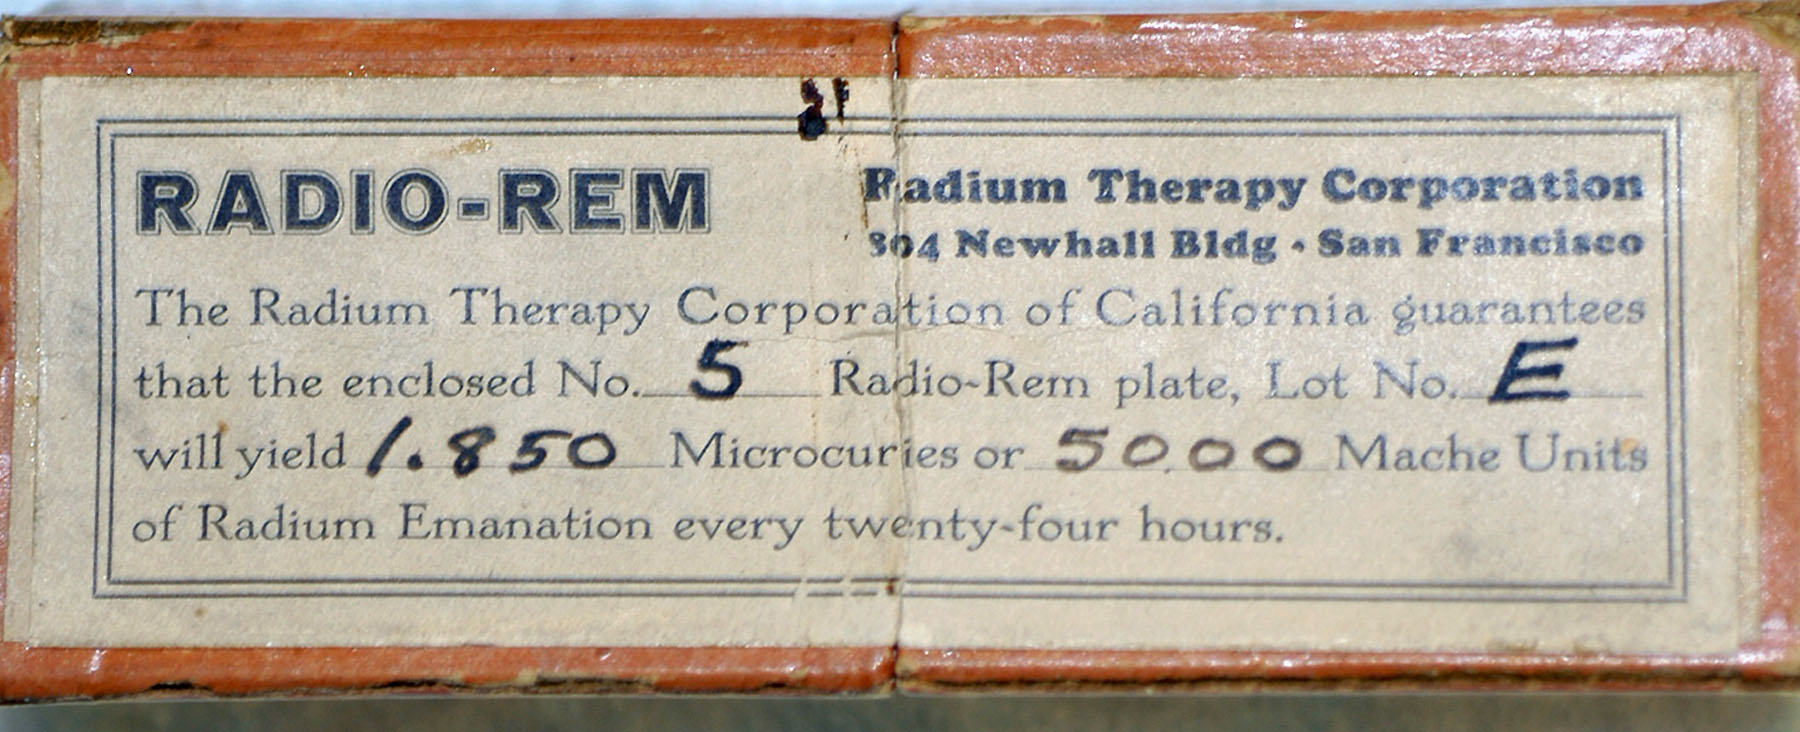 RADIO-REM
Radium Therapy Corporation
804 Newhall Bldg · San Francisco
The Radium Therapy Corporation of California guarantees
that the enclosed No. 5 Radio-Rem plate, Lot No. E
will yield 1.850 Microcuries or 5000 Mache Units
of Radium Emanation every twenty-four hours.